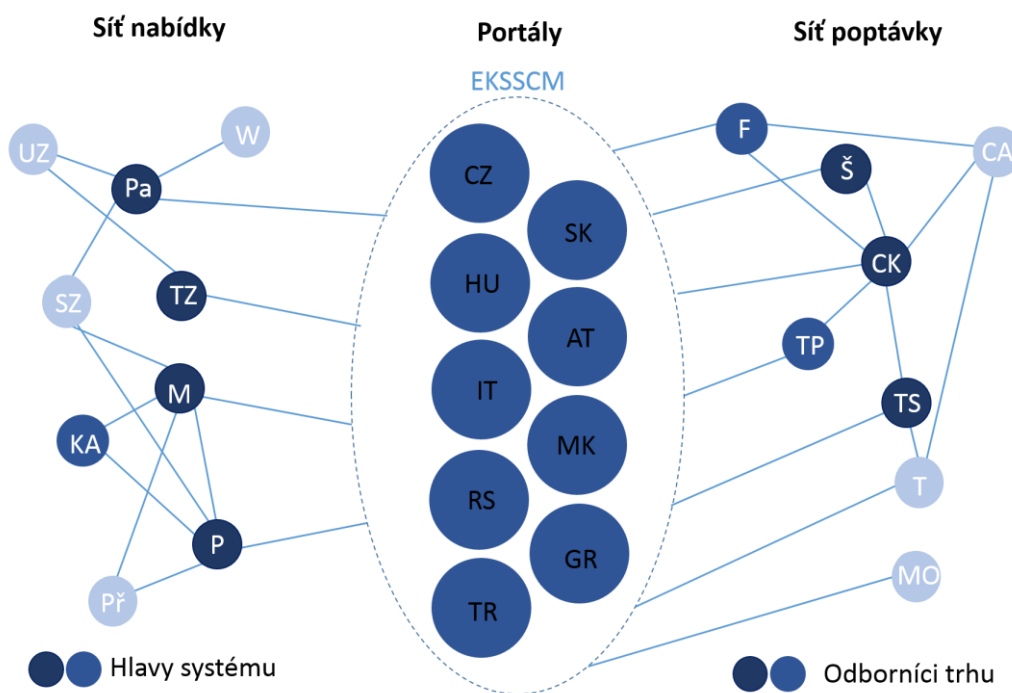 Síť nabídky
Portály
Síť poptávky
EKSSCM
UZ
W
Pa
SZ
TZ
M
KA
P
Př
CZ
SK
HU
AT
IT
MK
RS
GR
TR
F
Š
CA
CK
TP
TS
T
MO
Hlavy systému
Odborníci trhu